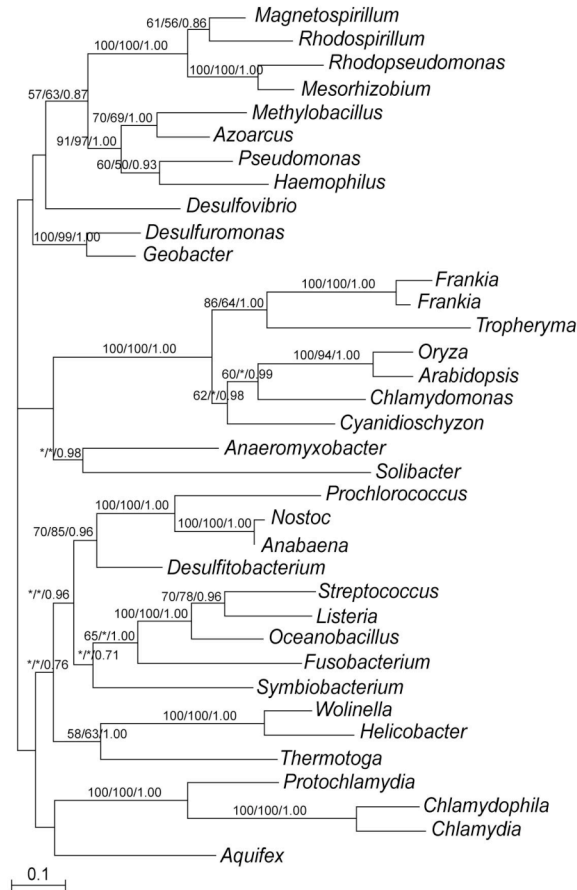 Magnetospirillum
61/56/0.86
Rhodospirillum
100/100/1.00
Rhodopseudomonas
100/100/1.00
Mesorhizobium
57/63/0.87
Methylobacillus
70/69/1.00
Azoarcus
91/97/1.00
Pseudomonas
60/50/0.93
Haemophilus
Desulfovibrio
Desulfuromonas
100/99/1.00
Geobacter
Frankia
100/100/1.00
Frankia
86/64/1.00
Tropheryma
100/100/1.00
Oryza
100/94/1.00
Arabidopsis
60/*/0.99
62/*/0.98
Chlamydomonas
Cyanidioschyzon
Anaeromyxobacter
*/*/0.98
Solibacter
Prochlorococcus
100/100/1.00
Nostoc
100/100/1.00
70/85/0.96
Anabaena
Desulfitobacterium
*/*/0.96
Streptococcus
70/78/0.96
Listeria
100/100/1.00
Oceanobacillus
65/*/1.00
*/*/0.71
Fusobacterium
*/*/0.76
Symbiobacterium
Wolinella
100/100/1.00
Helicobacter
58/63/1.00
Thermotoga
Protochlamydia
100/100/1.00
Chlamydophila
100/100/1.00
Chlamydia
Aquifex
0.1